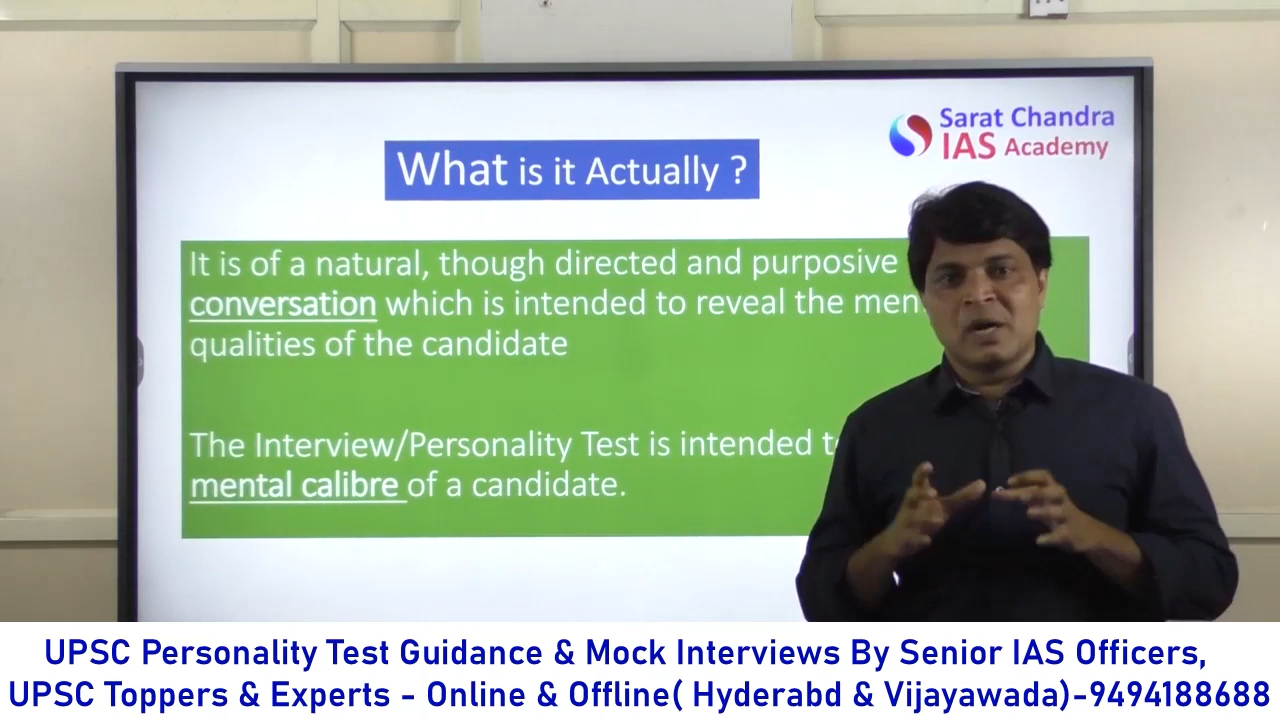 Sarat Chandra
IAS Academy
What is it Actually ?
It is of a natural, though directed and purposive
conversation which is intended to reveal the
qualities of the candidate
The Interview/Personality Test is intended
mental calibre of a candidate.
UPSC Personality Test Guidance & Mock Interviews By Senior IAS Officers,
UPSC Toppers & Experts - Online & Offline( Hyderabd & Vijayawada)-9494188688